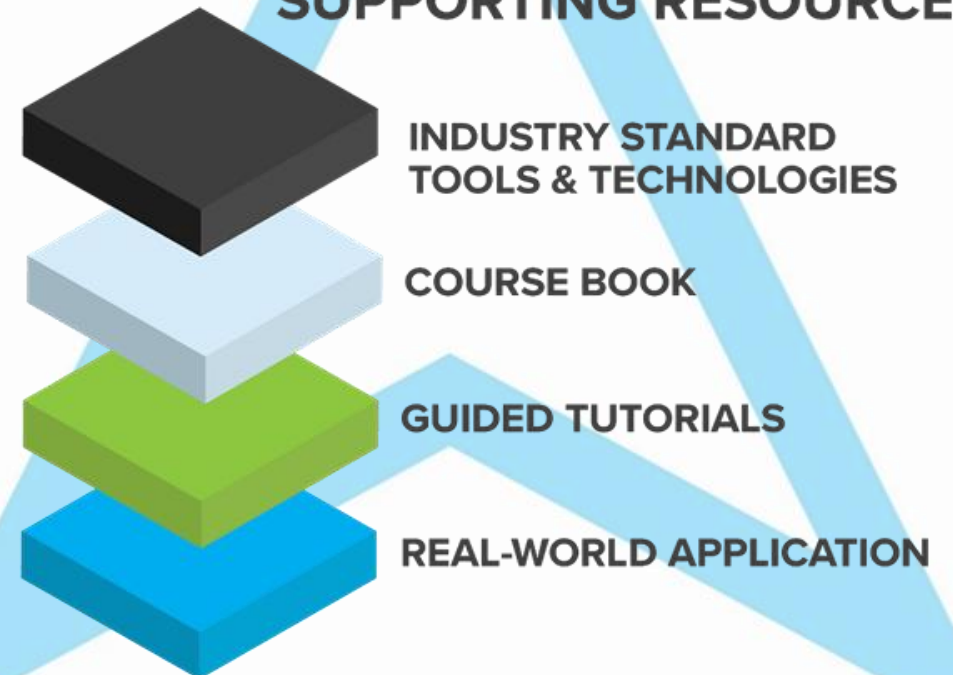 SUPPORTING RESOURCE
INDUSTRY STANDARD
TOOLS & TECHNOLOGIES
COURSE BOOK
GUIDED TUTORIALS
REAL-WORLD APPLICATION